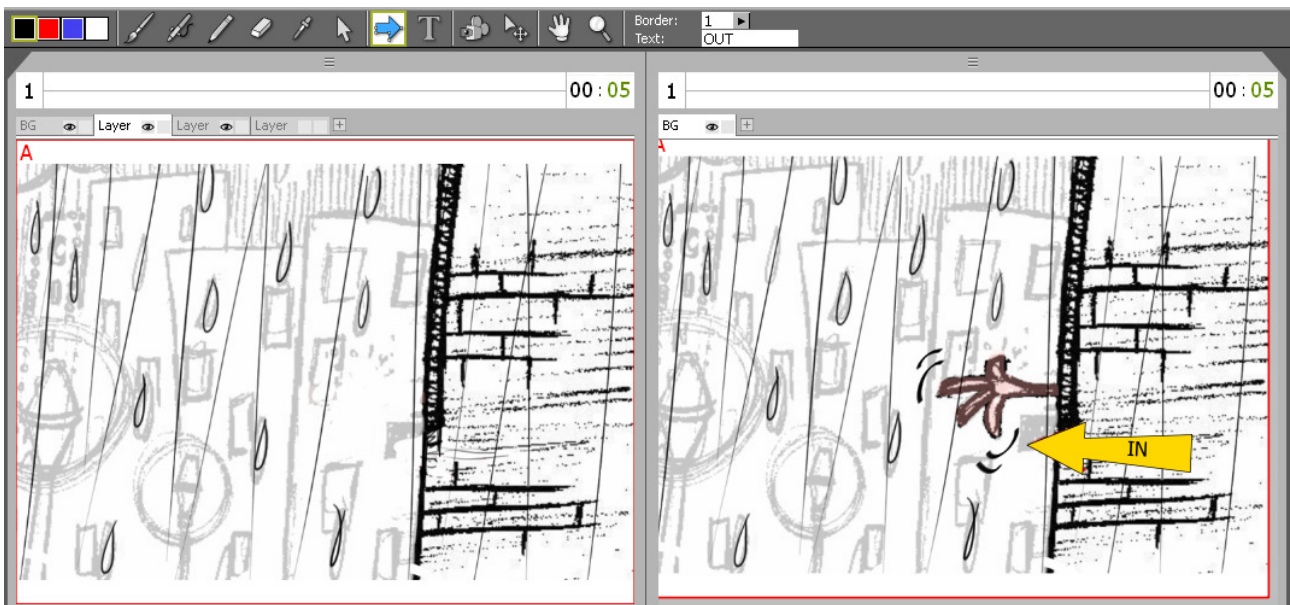 Border: 1
Text: OUT
T
1 00 : 05
1 00 : 05
BG Layer Layer Layer
BG
A
A
IN